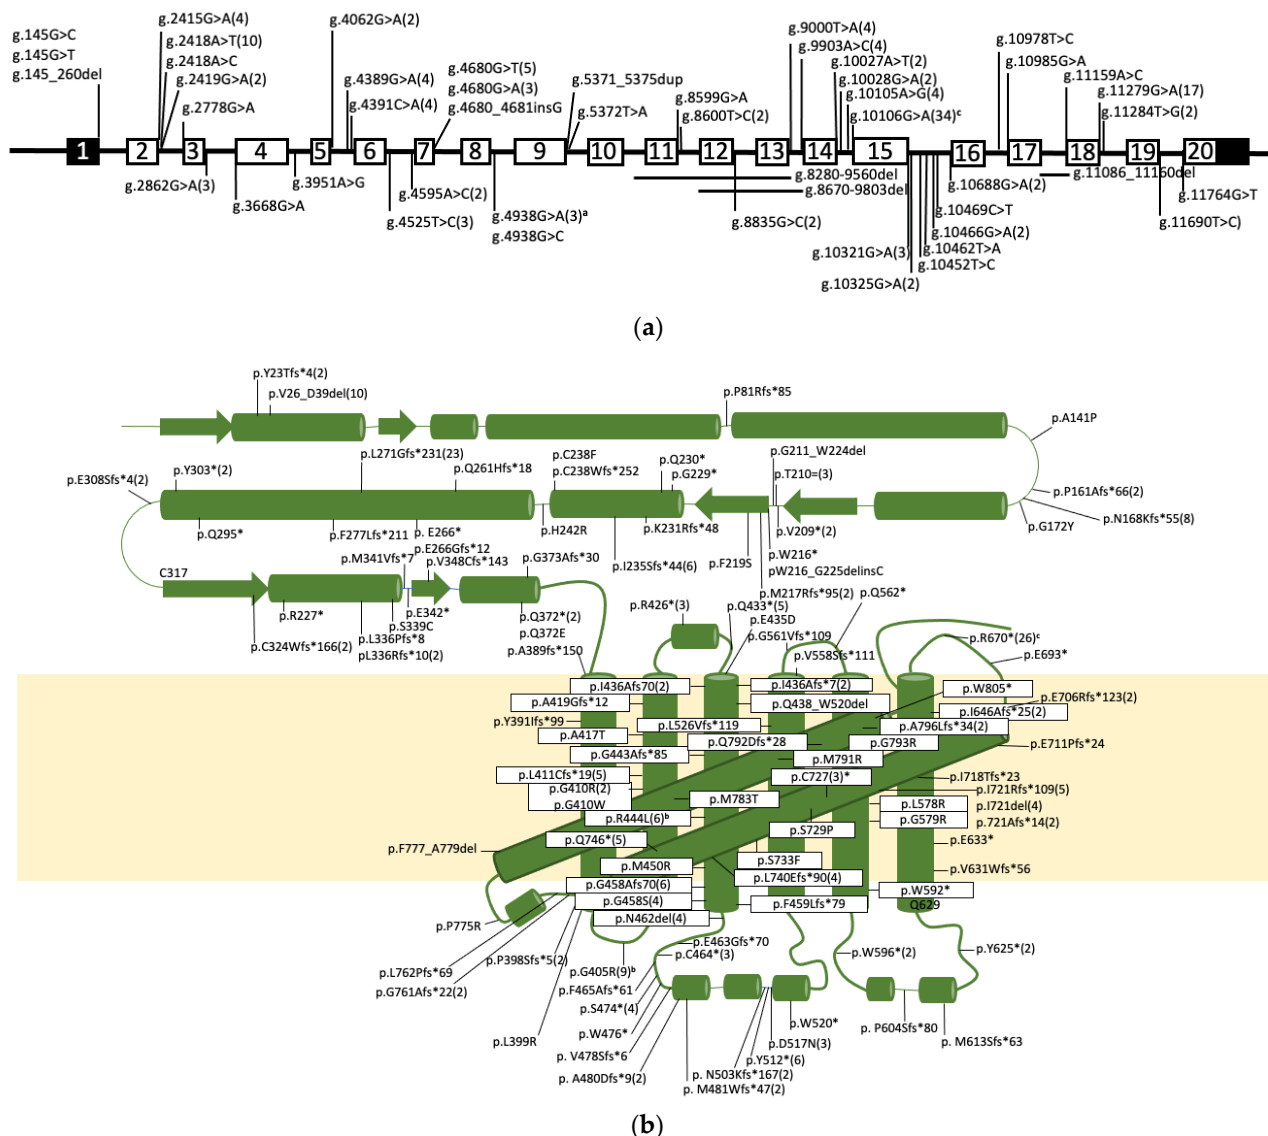 g.145G>C
g.145G>T
g.145_260del
g.2415G>A(4)
g.2418A>T(10)
g.2418A>C
g.2419G>A(2)
g.2778G>A
g.4062G>A(2)
g.4389G>A(4)
g.4391C>A(4)
g.4680G>T(5)
g.4680G>A(3)
g.4680_4681insG
g.5371_5375dup
g.5372T>A
g.8599G>A
g.8600T>C(2)
g.9000T>A(4)
g.9903A>C(4)
g.10027A>T(2)
g.10028G>A(2)
g.10105A>G(4)
g.10106G>A(34)ᶜ
g.10978T>C
g.10985G>A
g.11159A>C
g.11279G>A(17)
g.11284T>G(2)
1 2 3 4 5 6 7 8 9 10 11 12 13 14 15 16 17 18 19 20
g.2862G>A(3)
g.3668G>A
g.3951A>G
g.4525T>C(3)
g.4595A>C(2)
g.4938G>A(3)ᵃ
g.4938G>C
g.8280-9560del
g.8670-9803del
g.8835G>C(2)
g.10321G>A(3)
g.10325G>A(2)
g.10452T>C
g.10462T>A
g.10466G>A(2)
g.10469C>T
g.10688G>A(2)
g.11086_11160del
g.11690T>C)
g.11764G>T
(a)
p.Y23Tfs*4(2)
p.V26_D39del(10)
p.P81Rfs*85
p.A141P
p.E308Sfs*4(2)
p.Y303*(2)
p.L271Gfs*231(23)
p.Q261Hfs*18
p.C238F
p.C238Wfs*252
p.Q230*
p.G229*
p.G211_W224del
p.T210=(3)
p.P161Afs*66(2)
p.N168Kfs*55(8)
p.G172Y
p.Q295*
p.F277Lfs*211
p. E266*
p.E266Gfs*12
p.H242R
p.I235Sfs*44(6)
p.K231Rfs*48
p.F219S
p.V209*(2)
p.W216*
pW216_G225delinsC
p.M217Rfs*95(2)
C317
p.M341Vfs*7
p.V348Cfs*143
p.G373Afs*30
p.R227*
p.C324Wfs*166(2)
p.L336Pfs*8
pL336Rfs*10(2)
p.S339C
p.E342*
p.Q372*(2)
p.Q372E
p.A389fs*150
p.R426*(3)
p.Q433*(5)
p.E435D
p.G561Vfs*109
p.V558Sfs*111
p.Q562*
p.R670*(26)ᶜ
p.E693*
p.I436Afs70(2)
p.I436Afs*7(2)
p.W805*
p.E706Rfs*123(2)
p.A419Gfs*12
p.Q438_W520del
p.I646Afs*25(2)
p.Y391Ifs*99
p.L526Vfs*119
p.A796Lfs*34(2)
p.A417T
p.Q792Dfs*28
p.G793R
p.E711Pfs*24
p.G443Afs*85
p.M791R
p.L411Cfs*19(5)
p.C727(3)*
p.I718Tfs*23
p.G410R(2)
p.G410W
p.M783T
p.I721Rfs*109(5)
p.L578R
p.I721del(4)
p.R444L(6)ᵇ
p.G579R
p.721Afs*14(2)
p.Q746*(5)
p.S729P
p.E633*
p.F777_A779del
p.M450R
p.S733F
p.V631Wfs*56
p.G458Afs70(6)
p.L740Efs*90(4)
p.W592*
p.G458S(4)
p.F459Lfs*79
Q629
p.N462del(4)
p.P775R
p.L762Pfs*69
p.G761Afs*22(2)
p.P398Sfs*5(2)
p.L399R
p.G405R(9)ᵇ
p.E463Gfs*70
p.C464*(3)
p.F465Afs*61
p.S474*(4)
p.W476*
p. V478Sfs*6
p. A480Dfs*9(2)
p. M481Wfs*47(2)
p. N503Kfs*167(2)
p.Y512*(6)
p.D517N(3)
p.W520*
p.W596*(2)
p.Y625*(2)
p. P604Sfs*80
p. M613Sfs*63
(b)